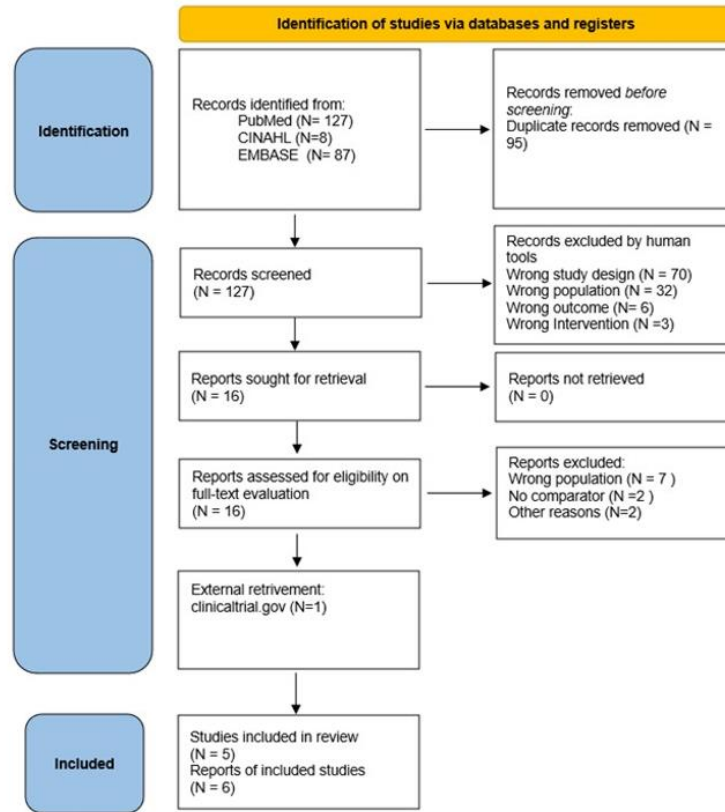 Identification of studies via databases and registers
Identification
Records identified from:
PubMed (N= 127)
CINAHL (N=8)
EMBASE (N= 87)
Records removed before
screening:
Duplicate records removed (N =
95)
Screening
Records screened
(N = 127)
Records excluded by human
tools
Wrong study design (N = 70)
Wrong population (N = 32)
Wrong outcome (N= 6)
Wrong Intervention (N =3)
Reports sought for retrieval
(N = 16)
Reports not retrieved
(N = 0)
Reports assessed for eligibility on
full-text evaluation
(N = 16)
Reports excluded:
Wrong population (N = 7 )
No comparator (N =2 )
Other reasons (N=2)
External retrivement:
clinicaltrial.gov (N=1)
Included
Studies included in review
(N = 5)
Reports of included studies
(N = 6)